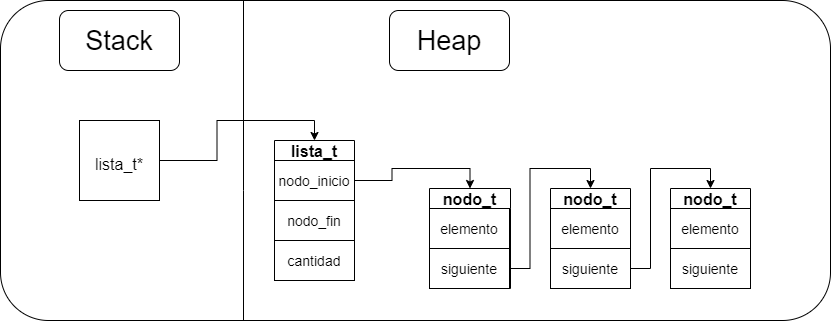 Stack
Heap
lista_t*
lista_t
nodo_inicio
nodo_fin
cantidad
nodo_t
elemento
siguiente
nodo_t
elemento
siguiente
nodo_t
elemento
siguiente